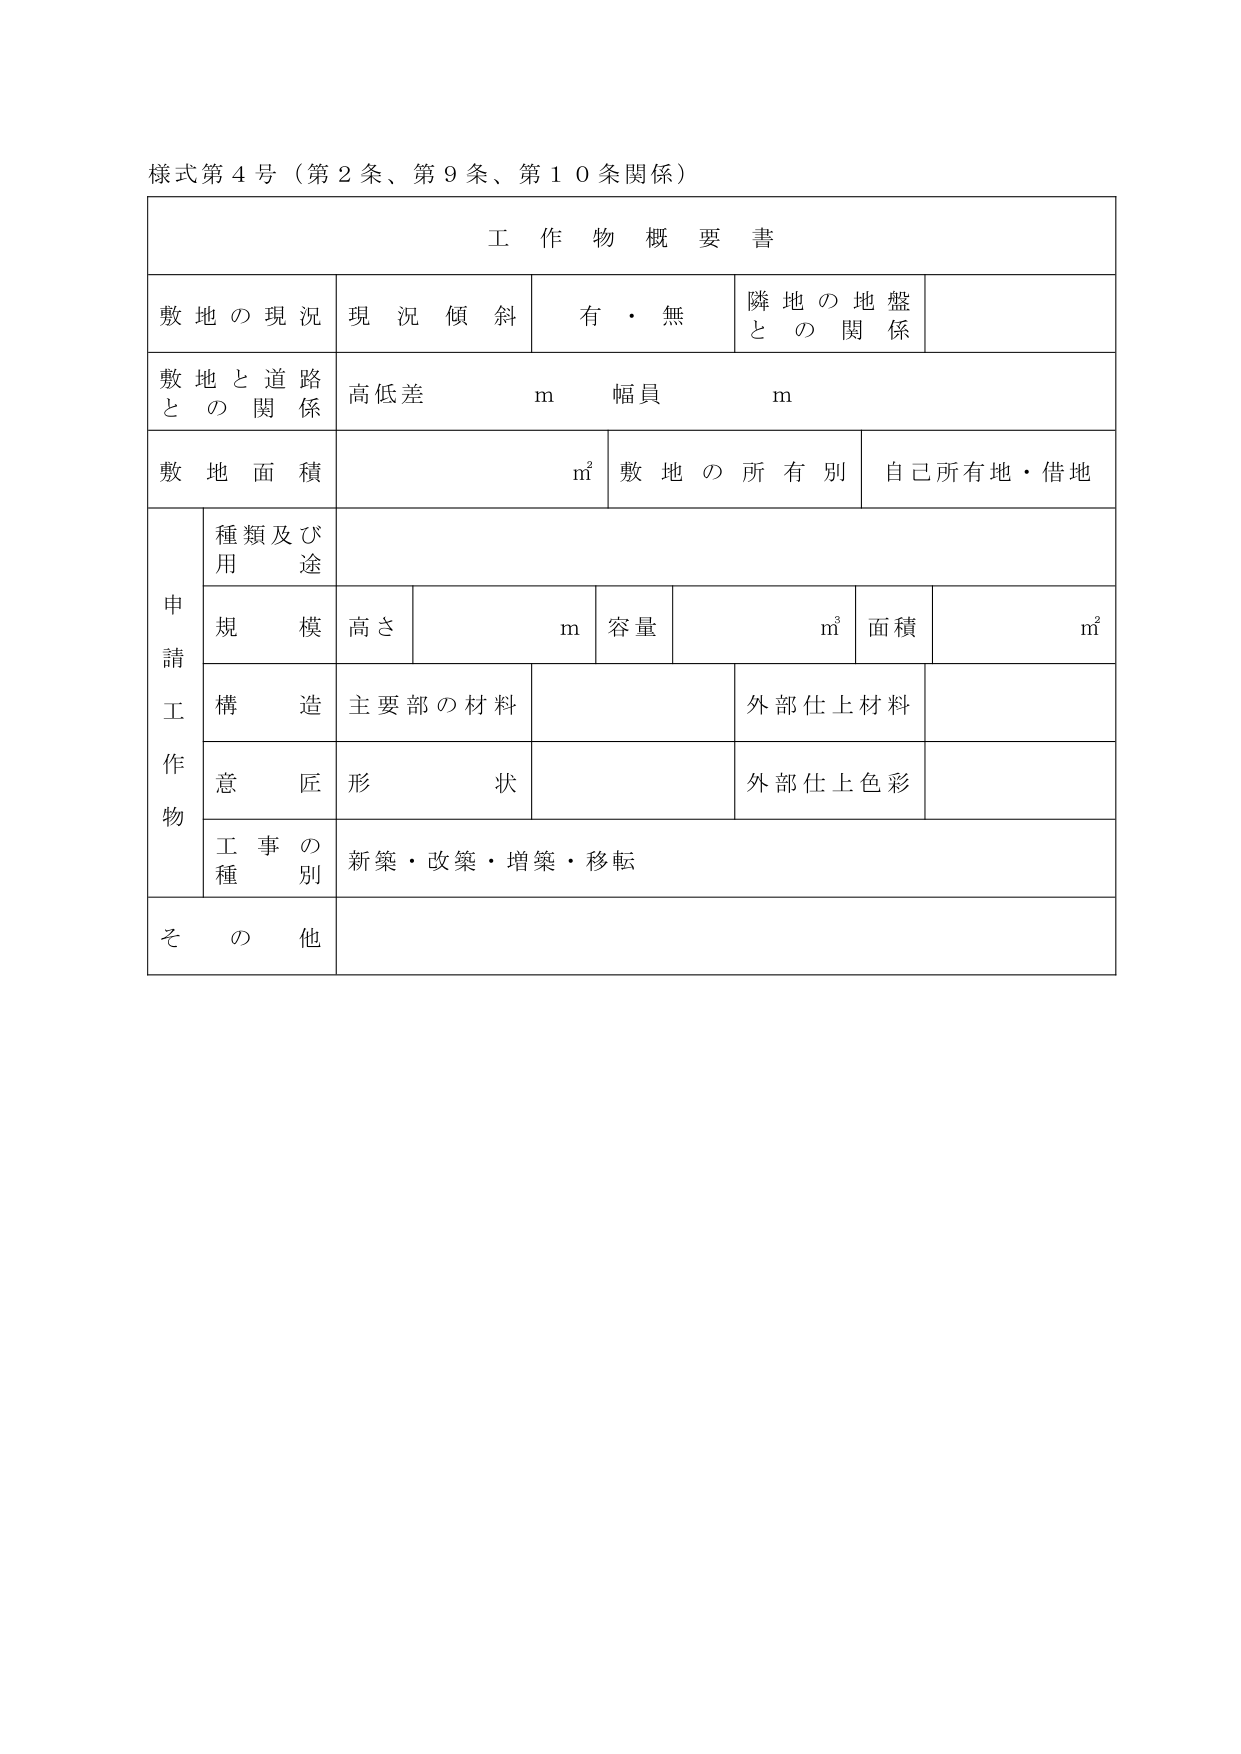 様式第４号（第２条、第９条、第１０条関係）
工作物概要書
敷地の現況 現況傾斜 有・無 隣地の地盤
との関係
敷地と道路
との関係 高低差 ｍ 幅員 ｍ
敷地面積 ㎡ 敷地の所有別 自己所有地・借地
申請工作物
種類及び
用途
規模 高さ ｍ 容量 ㎥ 面積 ㎡
構造 主要部の材料 外部仕上材料
意匠 形状 外部仕上色彩
工事の
種別 新築・改築・増築・移転
その他